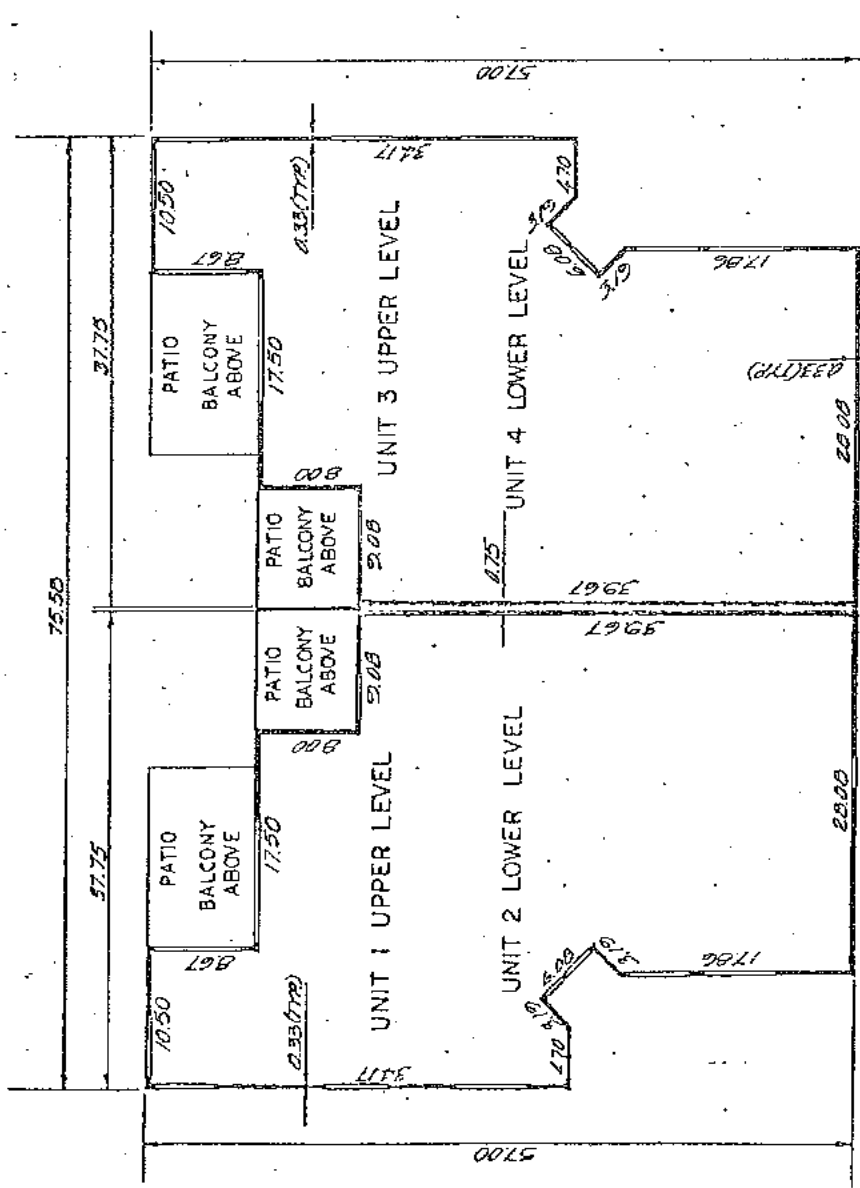 57.00
10.50
34.17
4.70
8.67
0.33 (TYP.)
3.19
37.75
PATIO
BALCONY
ABOVE
17.50
UNIT 3 UPPER LEVEL
6.08
3.19
17.86
0.33 (TYP.)
8.00
UNIT 4 LOWER LEVEL
28.08
PATIO
BALCONY
ABOVE
9.08
0.75
39.67
75.58
39.67
PATIO
BALCONY
ABOVE
9.08
8.00
37.75
PATIO
BALCONY
ABOVE
17.50
UNIT 1 UPPER LEVEL
UNIT 2 LOWER LEVEL
28.08
8.67
6.08
3.19
17.86
10.50
0.33 (TYP.)
3.19
34.17
4.70
57.00